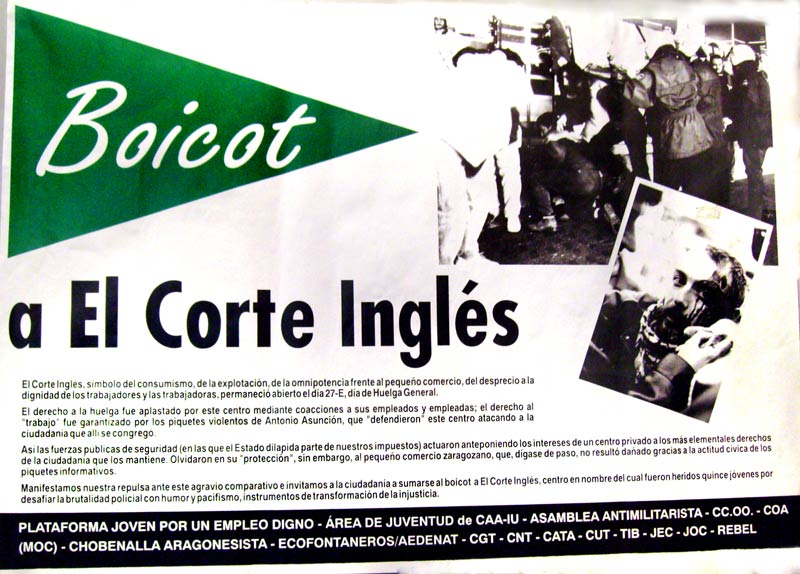 Boicot
a El Corte Inglés
El Corte Inglés, símbolo del consumismo, de la explotación, de la omnipotencia frente al pequeño comercio, del desprecio a la
dignidad de los trabajadores y las trabajadoras, permaneció abierto el día 27-E, día de Huelga General.
El derecho a la huelga fue aplastado por este centro mediante coacciones a sus empleados y empleadas; el derecho al
"trabajo" fue garantizado por los piquetes violentos de Antonio Asunción, que "defendieron" este centro atacando a la
ciudadanía que allí se congregó.
Así las fuerzas publicas de seguridad (en las que el Estado dilapida parte de nuestros impuestos) actuaron anteponiendo los intereses de un centro privado a los más elementales derechos
de la ciudadanía que los mantiene. Olvidaron en su "protección", sin embargo, al pequeño comercio zaragozano, que, dígase de paso, no resultó dañado gracias a la actitud cívica de los
piquetes informativos.
Manifestamos nuestra repulsa ante este agravio comparativo e invitamos a la ciudadanía a sumarse al boicot a El Corte Inglés, centro en nombre del cual fueron heridos quince jóvenes por
desafiar la brutalidad policial con humor y pacifismo, instrumentos de transformación de la injusticia.
PLATAFORMA JOVEN POR UN EMPLEO DIGNO - ÁREA DE JUVENTUD de CAA-IU - ASAMBLEA ANTIMILITARISTA - CC.OO. - COA
(MOC) - CHOBENALLA ARAGONESISTA - ECOFONTANEROS/AEDENAT - CGT - CNT - CATA - CUT - TIB - JEC - JOC - REBEL